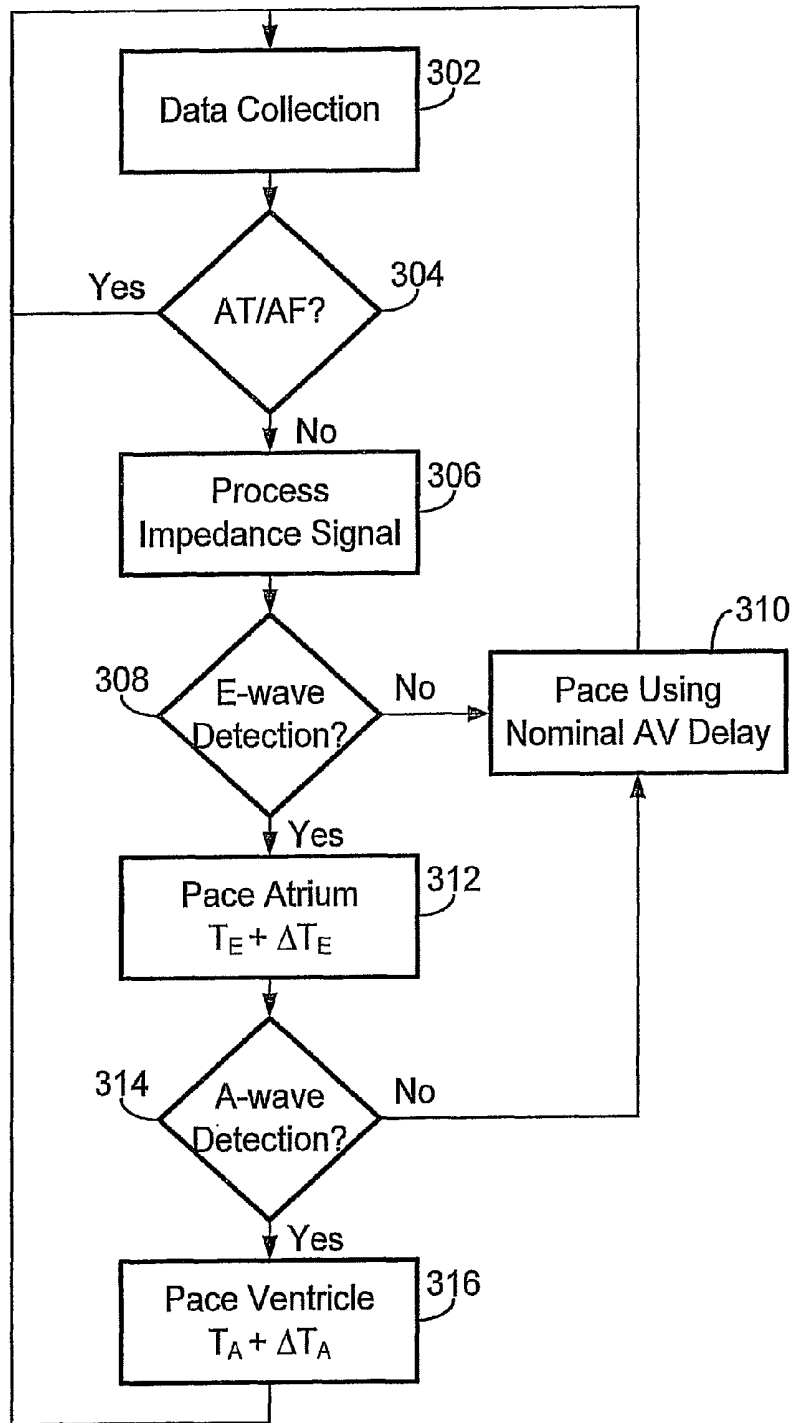 302
Data Collection
304
Yes
AT/AF?
No
306
Process
Impedance Signal
310
308
E-wave
Detection?
No
Pace Using
Nominal AV Delay
Yes
312
Pace Atrium
T_E + ΔT_E
314
A-wave
Detection?
No
Yes
316
Pace Ventricle
T_A + ΔT_A